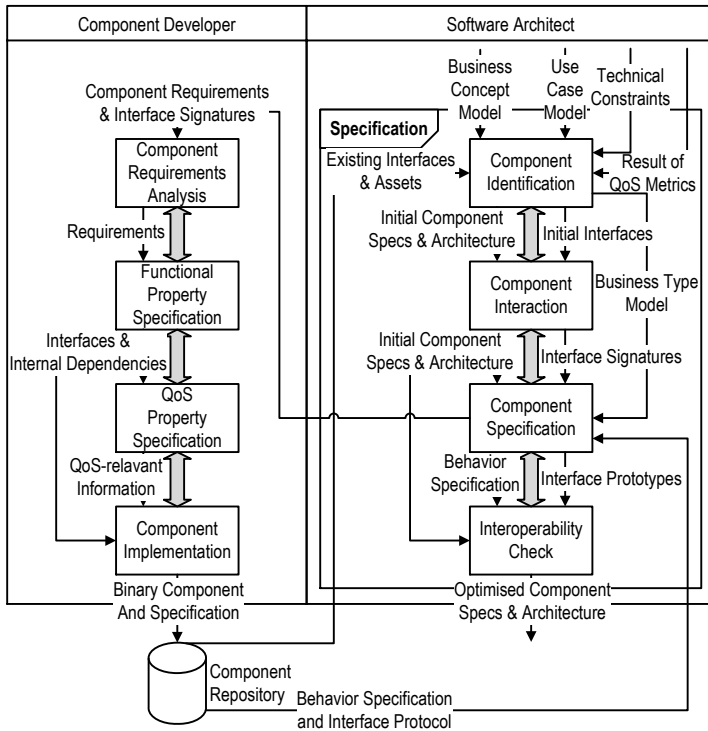 Component Developer
Software Architect
Component Requirements
& Interface Signatures
Business
Concept
Model
Use
Case
Model
Technical
Constraints
Specification
Component
Requirements
Analysis
Existing Interfaces
& Assets
Component
Identification
Result of
QoS Metrics
Requirements
Initial Component
Specs & Architecture
Initial Interfaces
Functional
Property
Specification
Component
Interaction
Business Type
Model
Interfaces &
Internal Dependencies
Initial Component
Specs & Architecture
Interface Signatures
QoS
Property
Specification
Component
Specification
QoS-relavant
Information
Behavior
Specification
Interface Prototypes
Component
Implementation
Interoperability
Check
Binary Component
And Specification
Optimised Component
Specs & Architecture
Component
Repository
Behavior Specification
and Interface Protocol